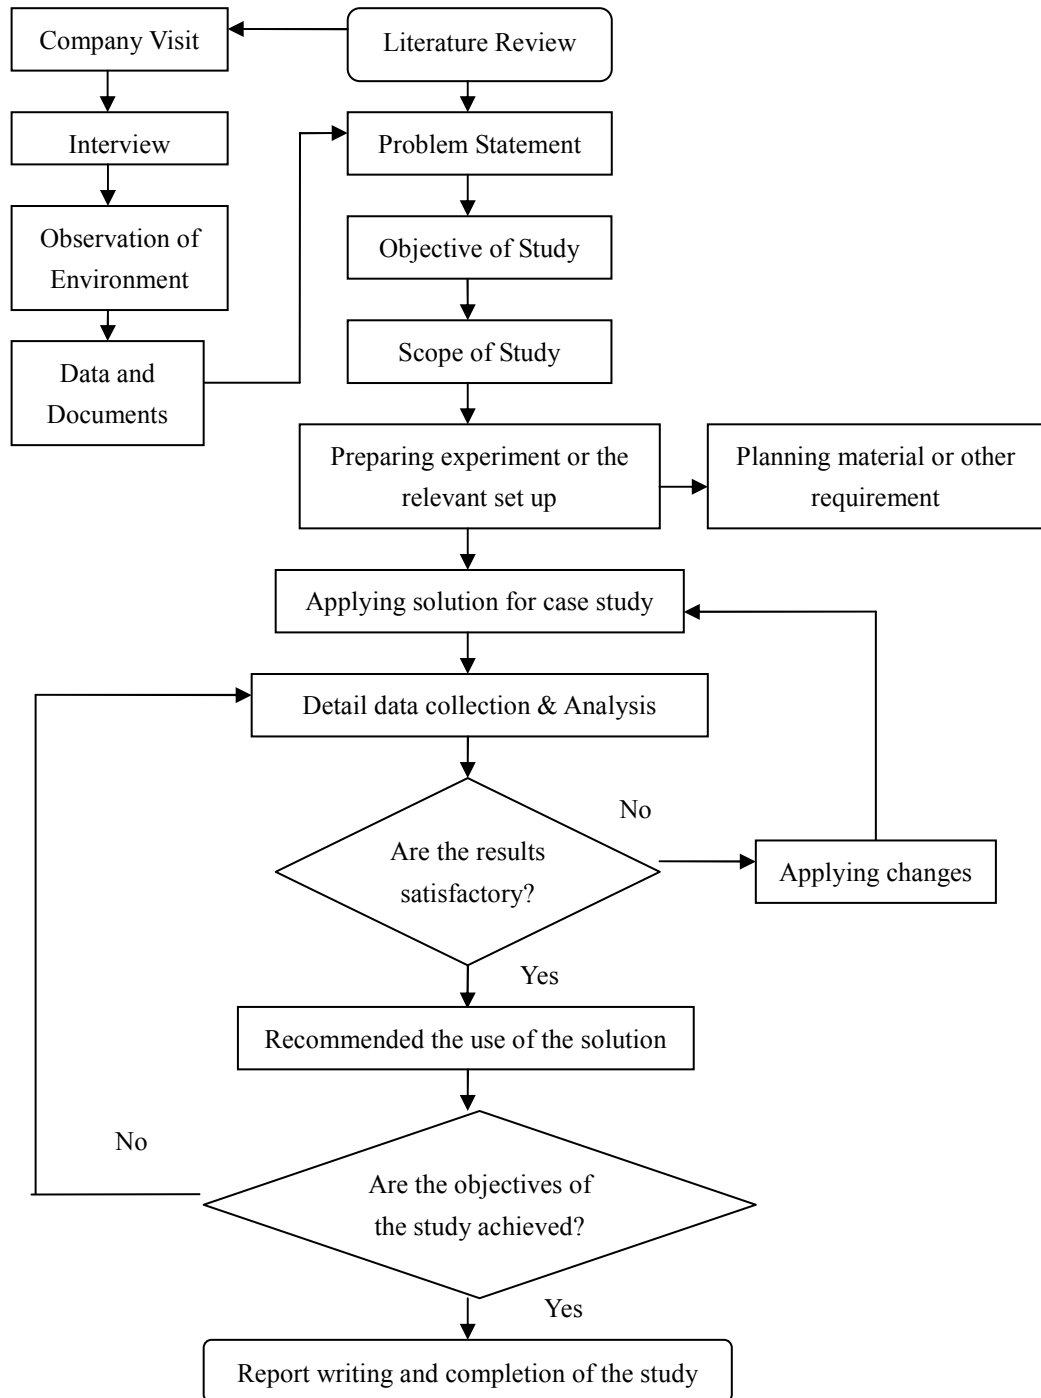 Company Visit
Literature Review
Interview
Problem Statement
Observation of
Environment
Objective of Study
Data and
Documents
Scope of Study
Preparing experiment or the
relevant set up
Planning material or other
requirement
Applying solution for case study
Detail data collection & Analysis
No
Are the results
satisfactory?
Applying changes
Yes
Recommended the use of the solution
No
Are the objectives of
the study achieved?
Yes
Report writing and completion of the study